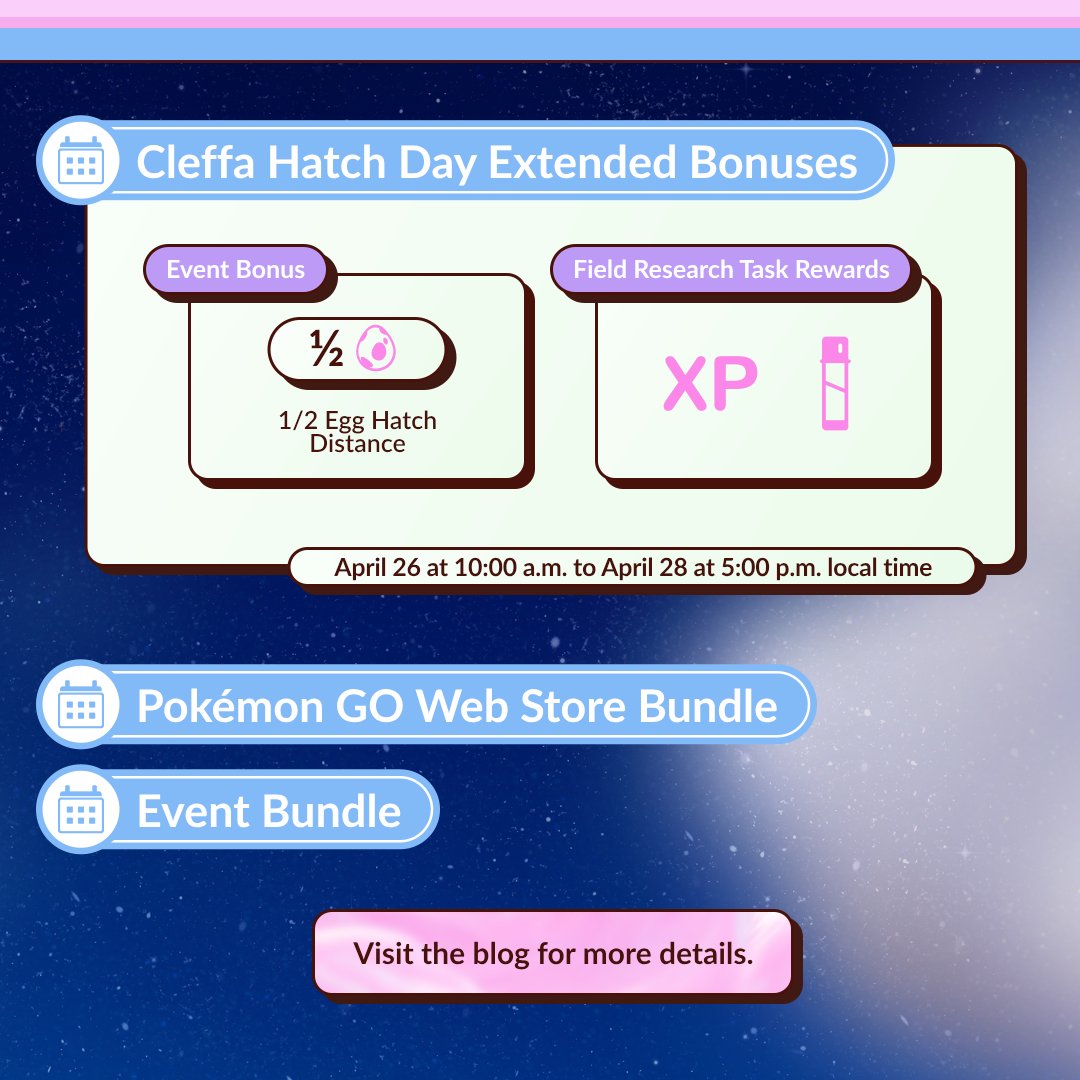 Cleffa Hatch Day Extended Bonuses
Event Bonus
½
1/2 Egg Hatch
Distance
Field Research Task Rewards
XP
April 26 at 10:00 a.m. to April 28 at 5:00 p.m. local time
Pokémon GO Web Store Bundle
Event Bundle
Visit the blog for more details.